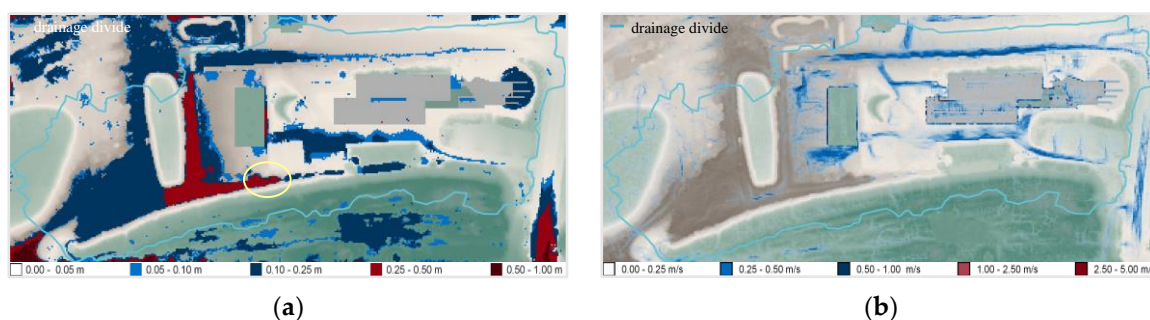 drainage divide
drainage divide
0.00 - 0.05 m 0.05 - 0.10 m 0.10 - 0.25 m 0.25 - 0.50 m 0.50 - 1.00 m
0.00 - 0.25 m/s 0.25 - 0.50 m/s 0.50 - 1.00 m/s 1.00 - 2.50 m/s 2.50 - 5.00 m/s
(a)
(b)